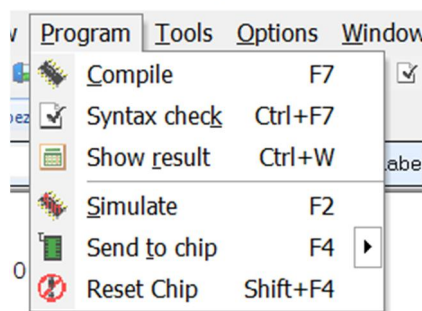 w Program Tools Options Window
Compile F7
Syntax check Ctrl+F7
Show result Ctrl+W
Simulate F2
Send to chip F4
Reset Chip Shift+F4